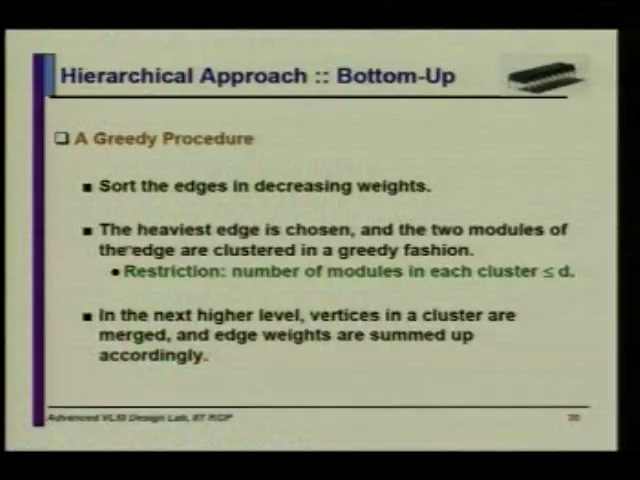 Hierarchical Approach :: Bottom-Up
❑ A Greedy Procedure
■ Sort the edges in decreasing weights.
■ The heaviest edge is chosen, and the two modules of
the edge are clustered in a greedy fashion.
● Restriction: number of modules in each cluster ≤ d.
■ In the next higher level, vertices in a cluster are
merged, and edge weights are summed up
accordingly.
Advanced VLSI Design Lab, IIT KGP